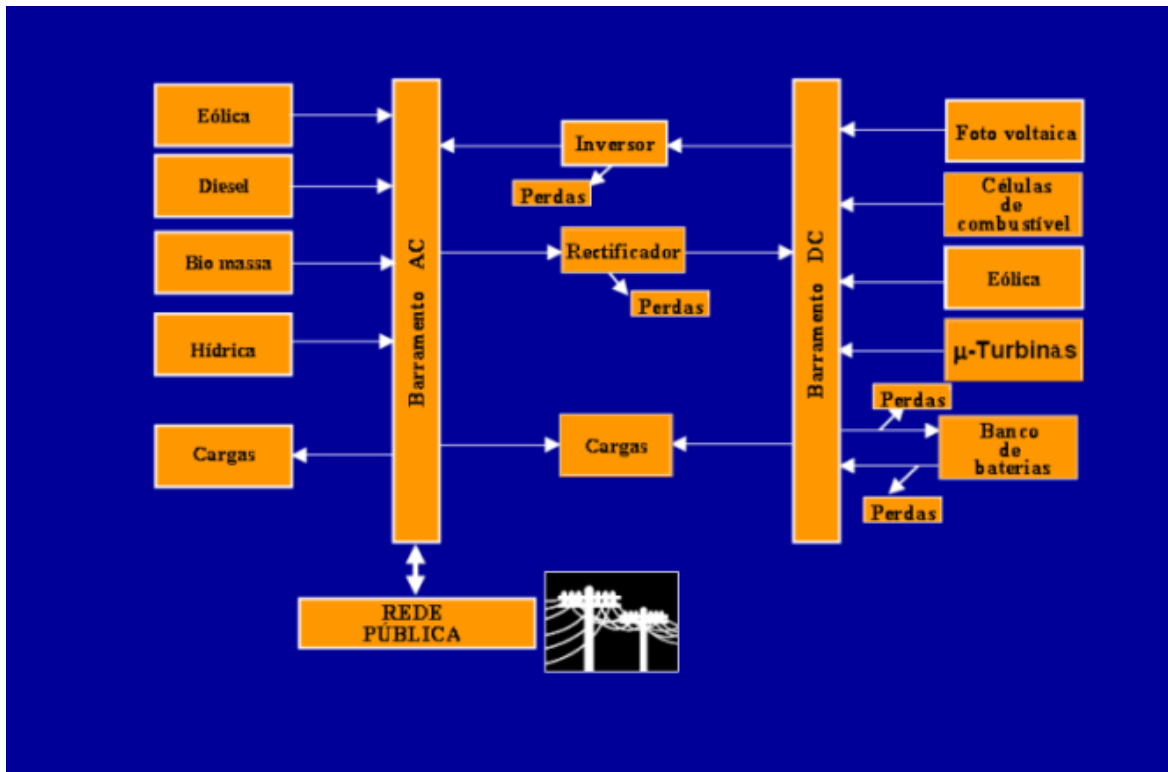 Eólica
Diesel
Bio massa
Hídrica
Cargas
Barramento AC
REDE
PÚBLICA
Inversor
Perdas
Rectificador
Perdas
Cargas
Barramento DC
Foto voltaica
Células
de
combustível
Eólica
µ-Turbinas
Perdas
Banco
de
baterias
Perdas